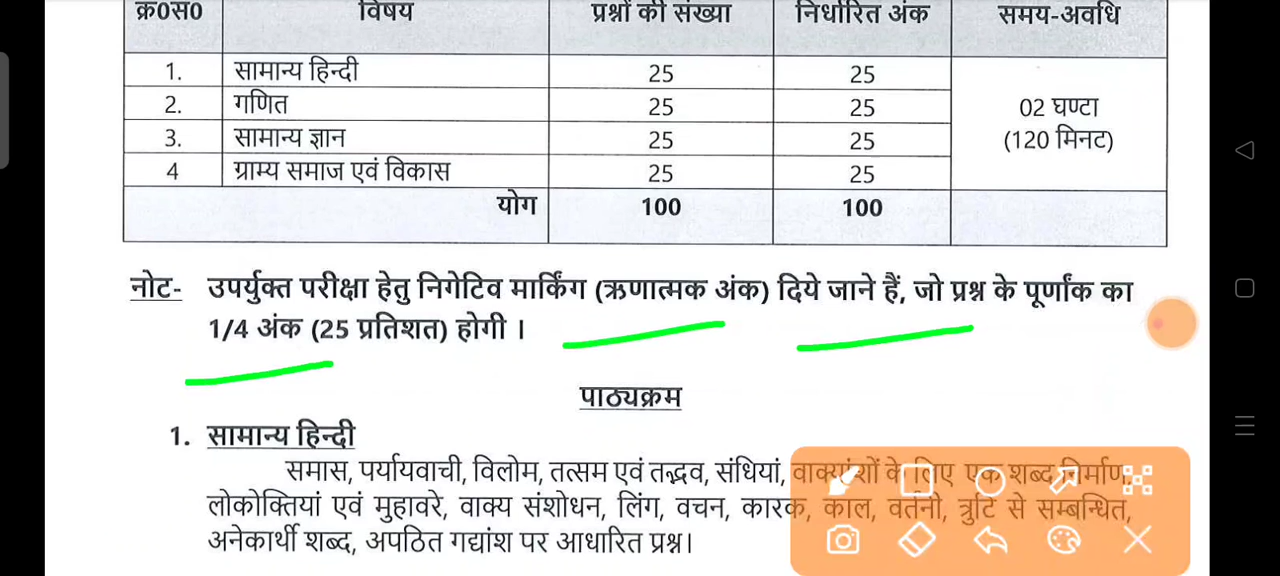 क्र0स0 विषय प्रश्नों की संख्या निर्धारित अंक समय-अवधि
1. सामान्य हिन्दी 25 25
2. गणित 25 25 02 घण्टा
3. सामान्य ज्ञान 25 25 (120 मिनट)
4 ग्राम्य समाज एवं विकास 25 25
योग 100 100
नोट- उपर्युक्त परीक्षा हेतु निगेटिव मार्किंग (ऋणात्मक अंक) दिये जाने हैं, जो प्रश्न के पूर्णांक का
1/4 अंक (25 प्रतिशत) होगी ।
पाठ्यक्रम
1. सामान्य हिन्दी
समास, पर्यायवाची, विलोम, तत्सम एवं तद्भव, संधियां, वाक्यांशों के लिए एक शब्द निर्माण,
लोकोक्तियां एवं मुहावरे, वाक्य संशोधन, लिंग, वचन, कारक, काल, वर्तनी, त्रुटि से सम्बन्धित,
अनेकार्थी शब्द, अपठित गद्यांश पर आधारित प्रश्न।